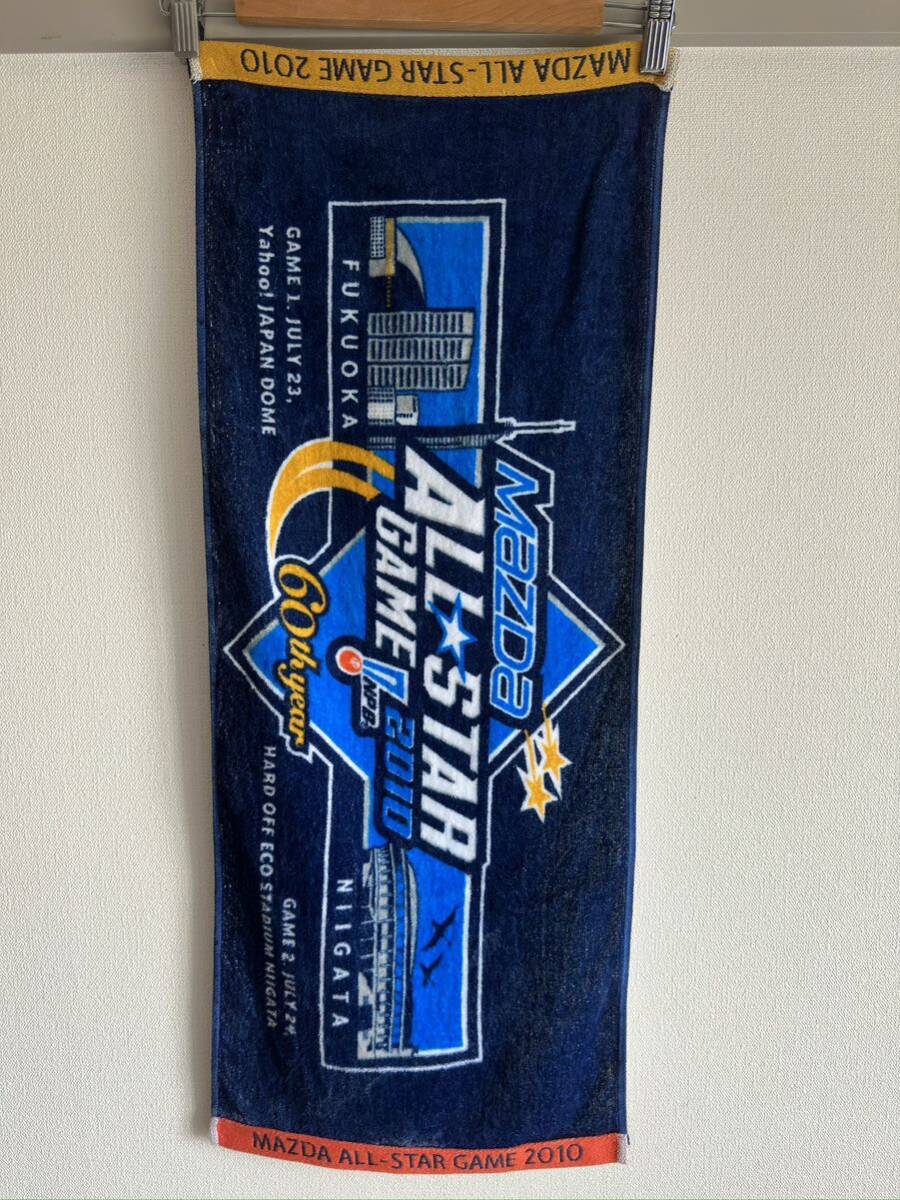 MAZDA ALL-STAR GAME 2010
FUKUOKA
GAME 1. JULY 23,
Yahoo! JAPAN DOME
mazda
ALL★STAR
GAME 2010
NPB
60th year
NIIGATA
GAME 2. JULY 24,
HARD OFF ECO STADIUM NIIGATA
MAZDA ALL-STAR GAME 2010